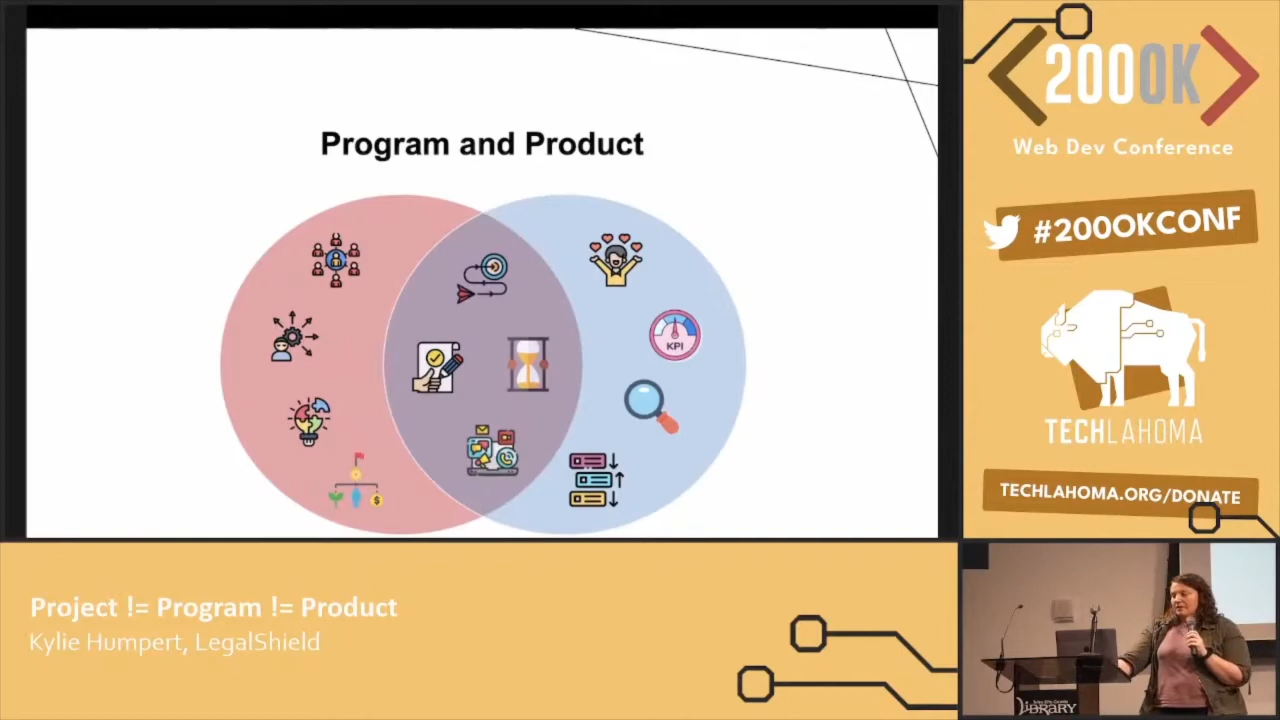 Program and Product
KPI
200OK
Web Dev Conference
#200OKCONF
TECHLAHOMA
TECHLAHOMA.ORG/DONATE
Project != Program != Product
Kylie Humpert, LegalShield
LIBRARY